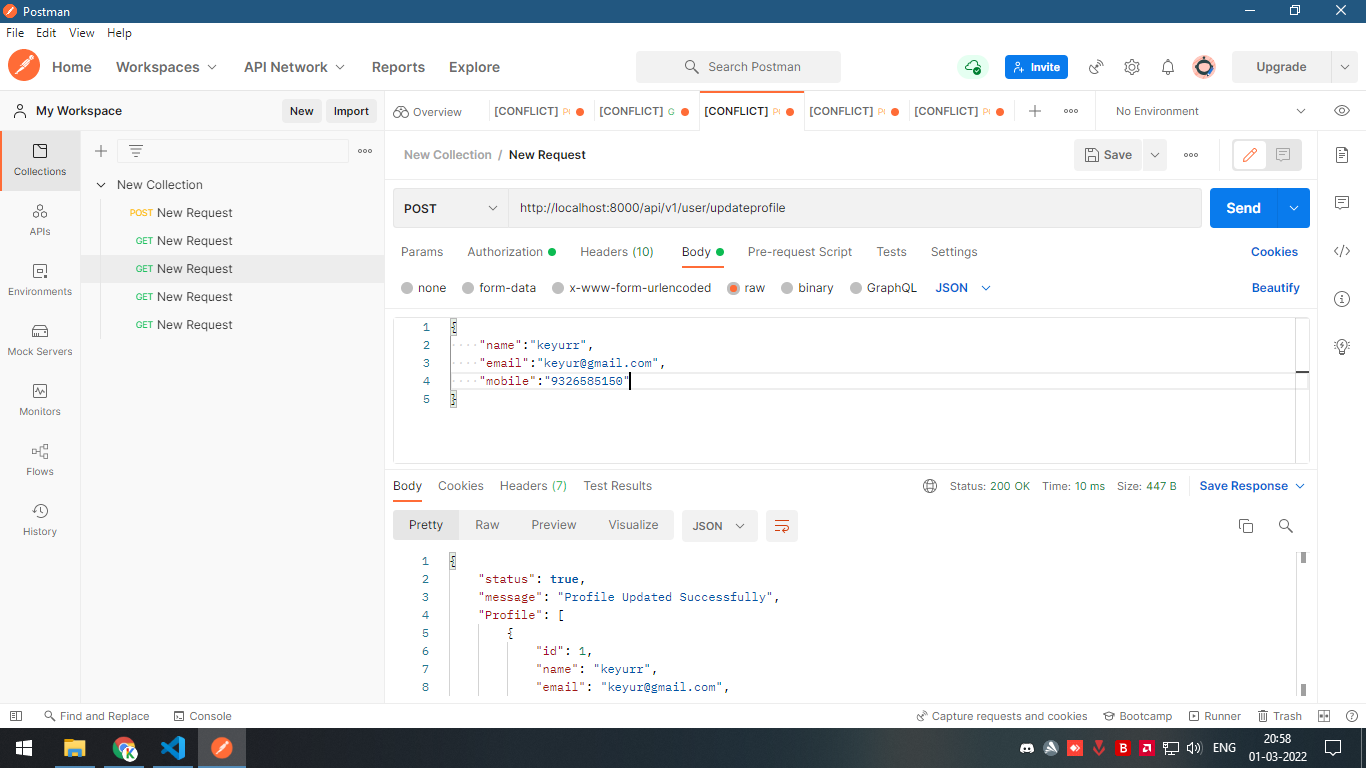 Postman
File Edit View Help
Home Workspaces API Network Reports Explore
Search Postman
Invite
Upgrade
My Workspace
New Import
Overview
[CONFLICT]
[CONFLICT] G
[CONFLICT]
[CONFLICT]
[CONFLICT]
No Environment
Collections
APIs
Environments
Mock Servers
Monitors
Flows
History
New Collection
POST New Request
GET New Request
GET New Request
GET New Request
GET New Request
New Collection / New Request
Save
POST http://localhost:8000/api/v1/user/updateprofile
Send
Params Authorization Headers (10) Body Pre-request Script Tests Settings
Cookies
none form-data x-www-form-urlencoded raw binary GraphQL JSON
Beautify
1 {
2 "name":"keyurr",
3 "email":"keyur@gmail.com",
4 "mobile":"9326585150"
5 }
Body Cookies Headers (7) Test Results
Status: 200 OK Time: 10 ms Size: 447 B Save Response
Pretty Raw Preview Visualize JSON
1 {
2 "status": true,
3 "message": "Profile Updated Successfully",
4 "Profile": [
5 {
6 "id": 1,
7 "name": "keyurr",
8 "email": "keyur@gmail.com",
Find and Replace Console
Capture requests and cookies Bootcamp Runner Trash
ENG
20:58
01-03-2022